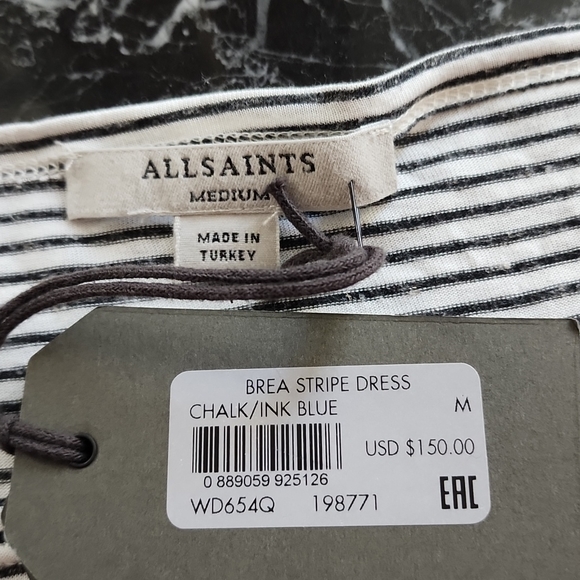 ALLSAINTS
MEDIUM
MADE IN
TURKEY
BREA STRIPE DRESS
CHALK/INK BLUE M
USD $150.00
0 889059 925126
WD654Q 198771
EAC